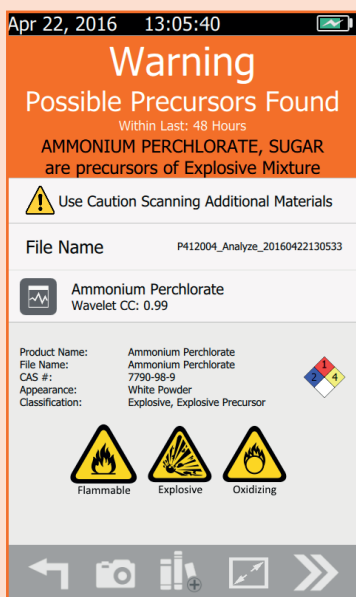 Apr 22, 2016 13:05:40
Warning
Possible Precursors Found
Within Last: 48 Hours
AMMONIUM PERCHLORATE, SUGAR
are precursors of Explosive Mixture
Use Caution Scanning Additional Materials
File Name P412004_Analyze_20160422130533
Ammonium Perchlorate
Wavelet CC: 0.99
Product Name: Ammonium Perchlorate
File Name: Ammonium Perchlorate
CAS #: 7790-98-9
Appearance: White Powder
Classification: Explosive, Explosive Precursor
1
2 4
Flammable Explosive Oxidizing